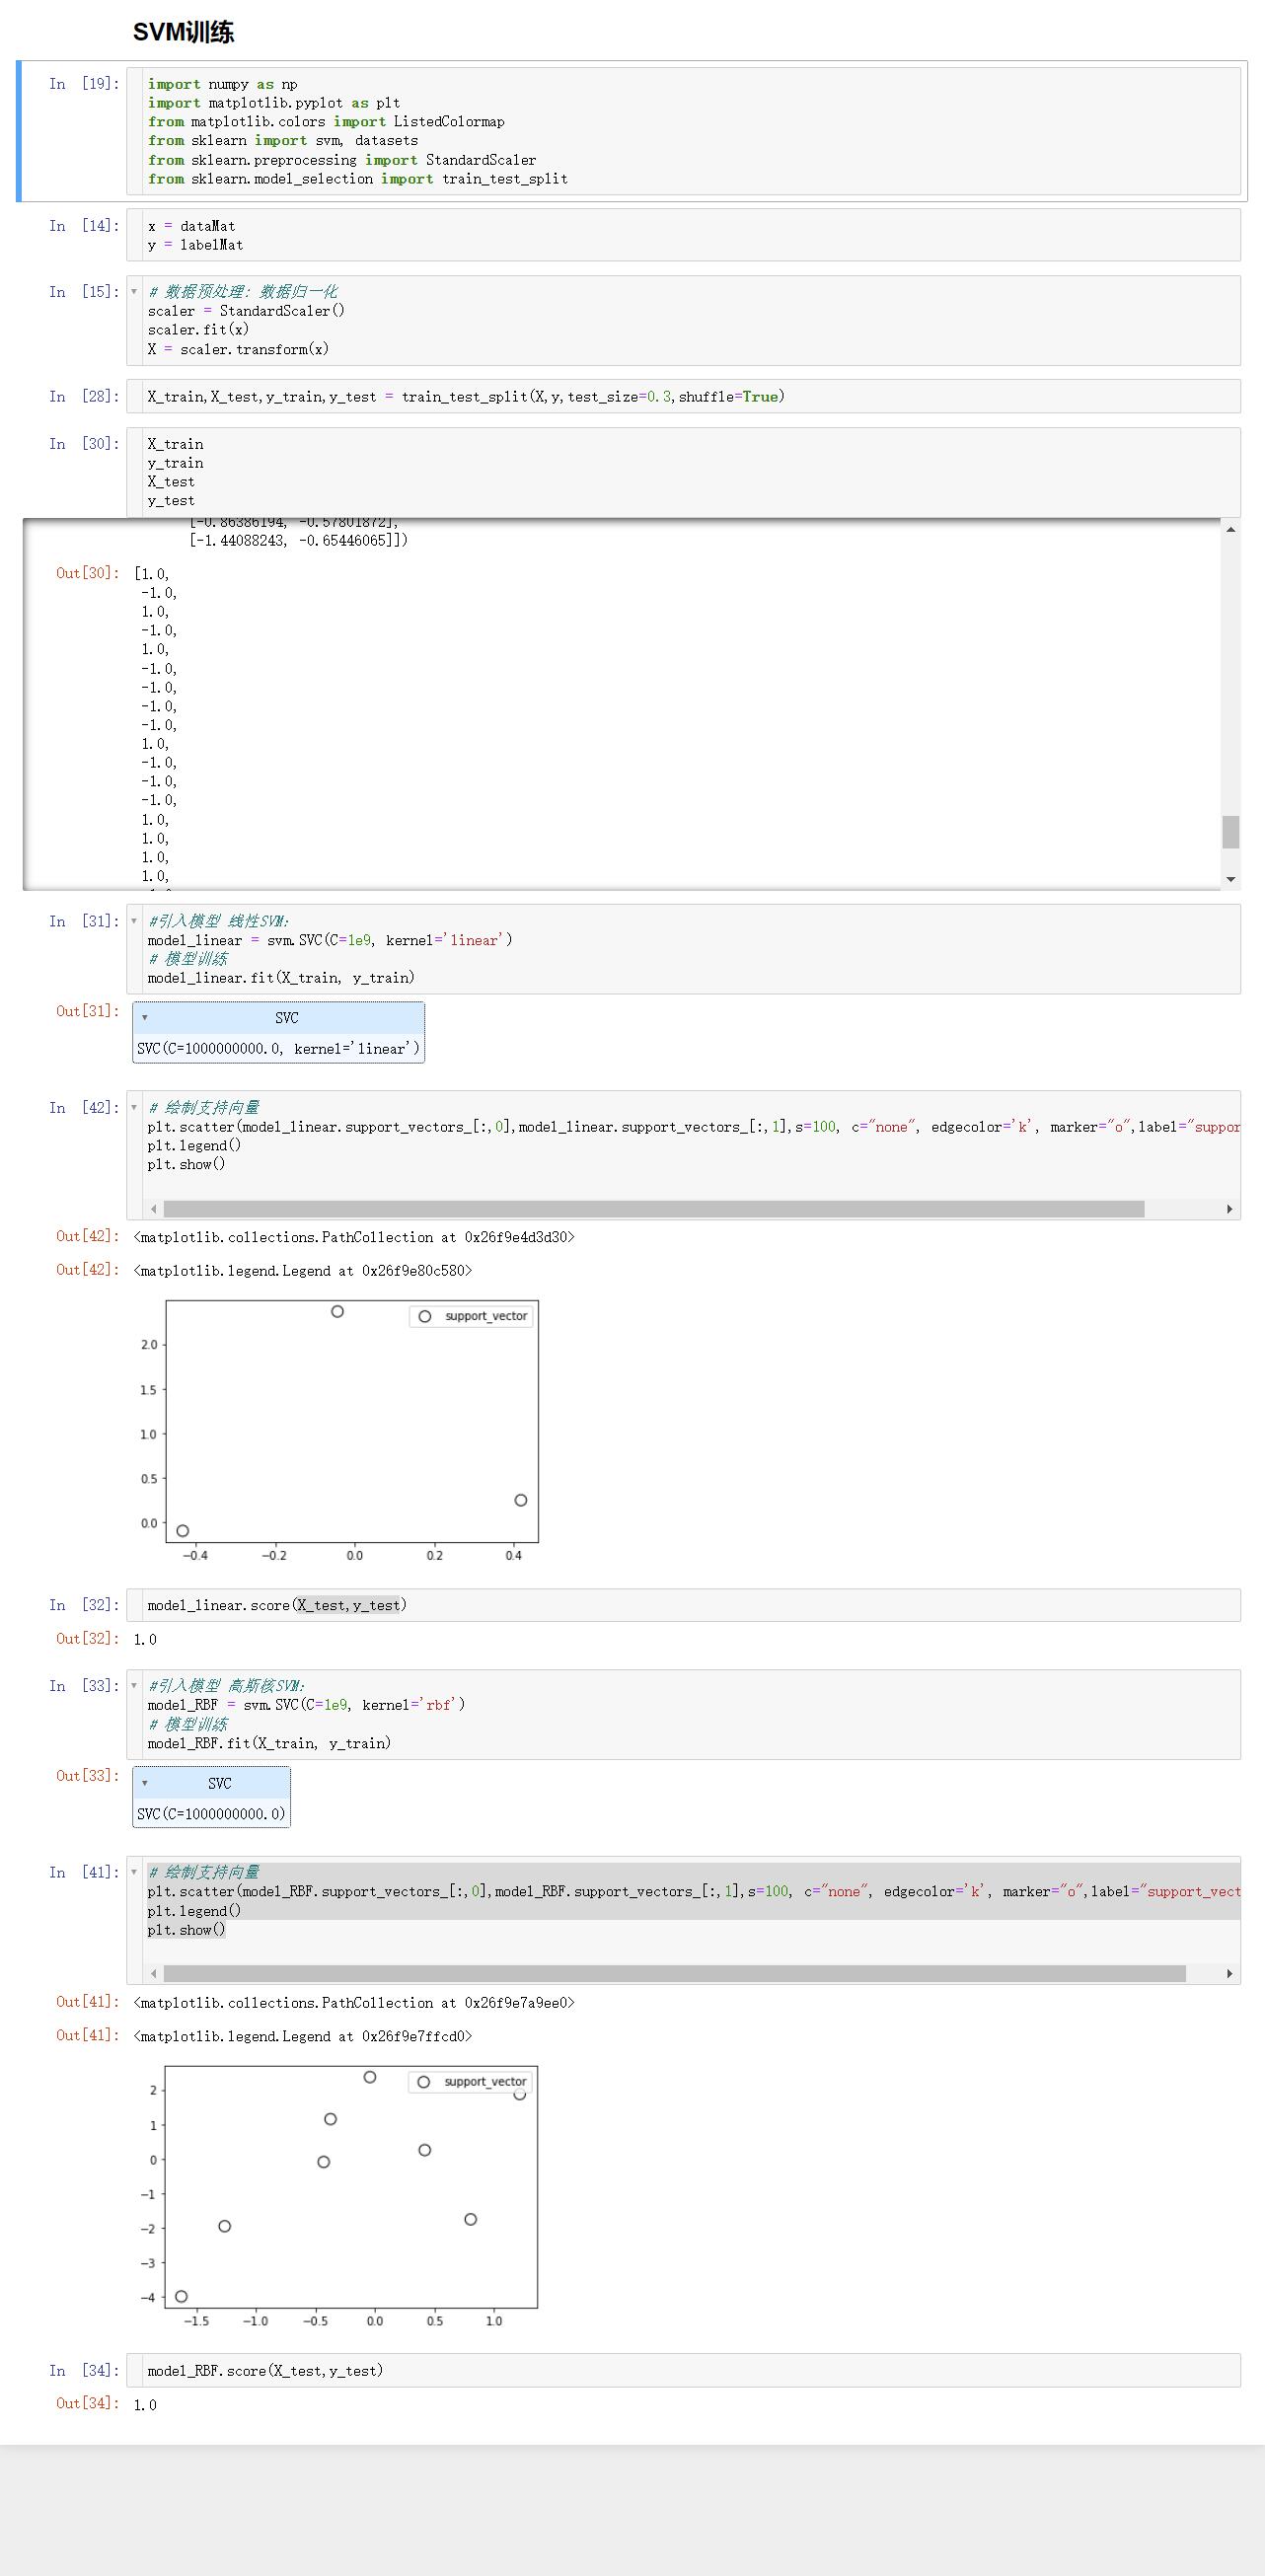 SVM训练
In [19]:
import numpy as np
import matplotlib.pyplot as plt
from matplotlib.colors import ListedColormap
from sklearn import svm, datasets
from sklearn.preprocessing import StandardScaler
from sklearn.model_selection import train_test_split
In [14]:
x = dataMat
y = labelMat
In [15]:
# 数据预处理: 数据归一化
scaler = StandardScaler()
scaler.fit(x)
X = scaler.transform(x)
In [28]:
X_train,X_test,y_train,y_test = train_test_split(X,y,test_size=0.3,shuffle=True)
In [30]:
X_train
y_train
X_test
y_test
[-0.86386194, -0.57801872],
[-1.44088243, -0.65446065]])
Out[30]:
[1.0,
-1.0,
1.0,
-1.0,
1.0,
-1.0,
-1.0,
-1.0,
-1.0,
1.0,
-1.0,
-1.0,
-1.0,
1.0,
1.0,
1.0,
1.0,
In [31]:
#引入模型 线性SVM:
model_linear = svm.SVC(C=1e9, kernel='linear')
# 模型训练
model_linear.fit(X_train, y_train)
Out[31]:
SVC
SVC(C=1000000000.0, kernel='linear')
In [42]:
# 绘制支持向量
plt.scatter(model_linear.support_vectors_[:,0],model_linear.support_vectors_[:,1],s=100, c="none", edgecolor='k', marker="o",label="suppor
plt.legend()
plt.show()
Out[42]: <matplotlib.collections.PathCollection at 0x26f9e4d3d30>
Out[42]: <matplotlib.legend.Legend at 0x26f9e80c580>
support_vector
2.0
1.5
1.0
0.5
0.0
−0.4 −0.2 0.0 0.2 0.4
In [32]:
model_linear.score(X_test,y_test)
Out[32]: 1.0
In [33]:
#引入模型 高斯核SVM:
model_RBF = svm.SVC(C=1e9, kernel='rbf')
# 模型训练
model_RBF.fit(X_train, y_train)
Out[33]:
SVC
SVC(C=1000000000.0)
In [41]:
# 绘制支持向量
plt.scatter(model_RBF.support_vectors_[:,0],model_RBF.support_vectors_[:,1],s=100, c="none", edgecolor='k', marker="o",label="support_vect
plt.legend()
plt.show()
Out[41]: <matplotlib.collections.PathCollection at 0x26f9e7a9ee0>
Out[41]: <matplotlib.legend.Legend at 0x26f9e7ffcd0>
support_vector
2
1
0
−1
−2
−3
−4
−1.5 −1.0 −0.5 0.0 0.5 1.0
In [34]:
model_RBF.score(X_test,y_test)
Out[34]: 1.0